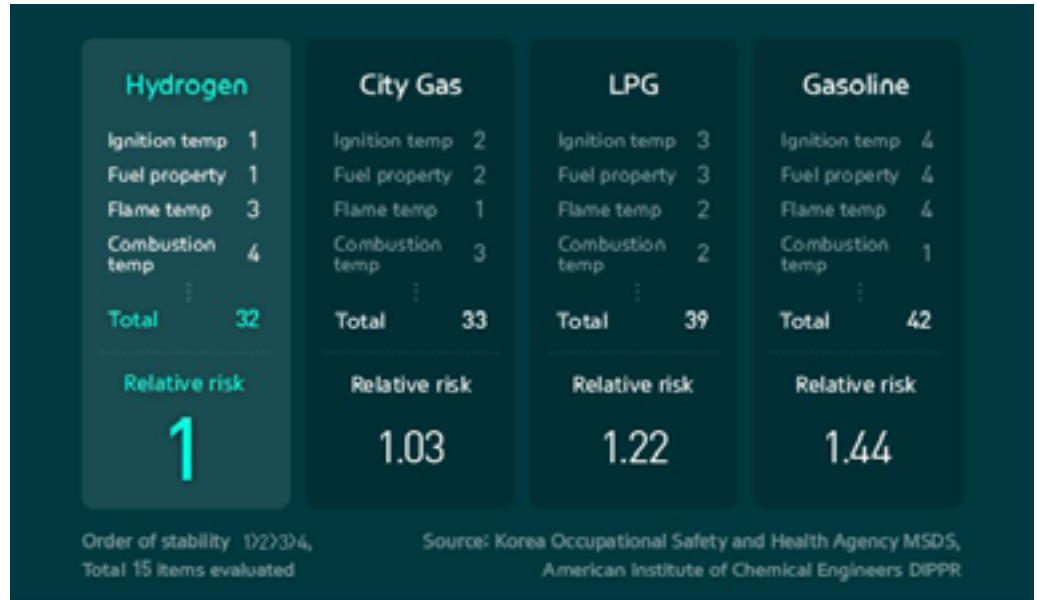 Hydrogen
Ignition temp 1
Fuel property 1
Flame temp 3
Combustion
temp 4
Total 32
Relative risk
1
City Gas
Ignition temp 2
Fuel property 2
Flame temp 1
Combustion
temp 3
Total 33
Relative risk
1.03
LPG
Ignition temp 3
Fuel property 3
Flame temp 2
Combustion
temp 2
Total 39
Relative risk
1.22
Gasoline
Ignition temp 4
Fuel property 4
Flame temp 4
Combustion
temp 1
Total 42
Relative risk
1.44
Order of stability 1>2>3>4,
Total 15 items evaluated
Source: Korea Occupational Safety and Health Agency MSDS,
American Institute of Chemical Engineers DIPPR